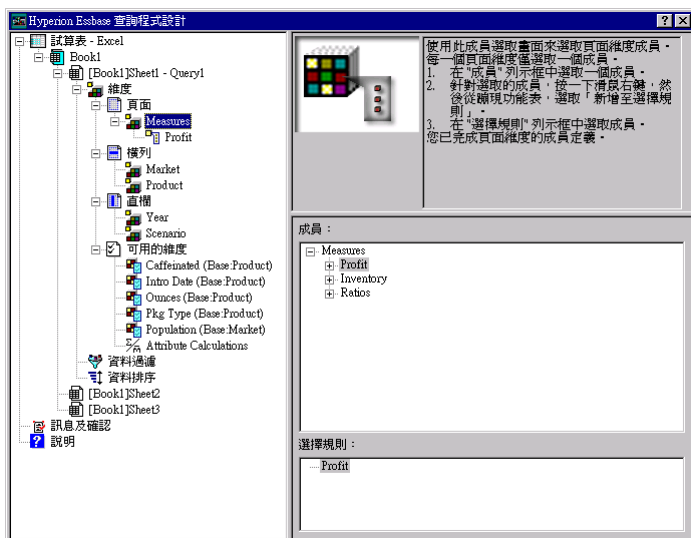 Hyperion Essbase 查詢程式設計
試算表 - Excel
Book1
[Book1]Sheet1 - Query1
維度
頁面
Measures
Profit
橫列
Market
Product
直欄
Year
Scenario
可用的維度
Caffeinated (Base:Product)
Intro Date (Base:Product)
Ounces (Base:Product)
Pkg Type (Base:Product)
Population (Base:Market)
Attribute Calculations
資料過濾
資料排序
[Book1]Sheet2
[Book1]Sheet3
訊息及確認
說明
使用此成員選取畫面來選取頁面維度成員。
每一個頁面維度僅選取一個成員。
1. 在"成員"列示框中選取一個成員。
2. 針對選取的成員，按一下滑鼠右鍵，然
後從蹦現功能表，選取「新增至選擇規
則」。
3. 在"選擇規則"列示框中選取成員。
您已完成頁面維度的成員定義。
成員：
Measures
Profit
Inventory
Ratios
選擇規則：
Profit